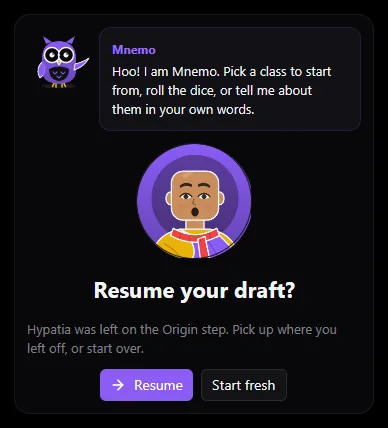 Mnemo
Hoo! I am Mnemo. Pick a class to start
from, roll the dice, or tell me about
them in your own words.
Resume your draft?
Hypatia was left on the Origin step. Pick up where you
left off, or start over.
Resume
Start fresh